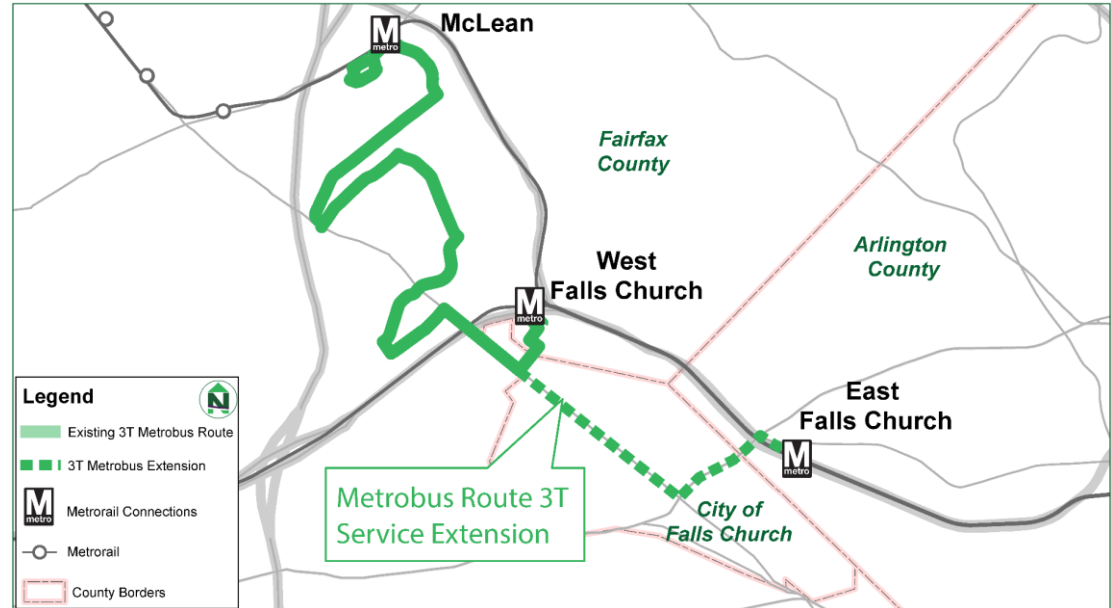 M
metro
McLean
Fairfax
County
Arlington
County
West
Falls Church
M
metro
East
Falls Church
M
metro
City of
Falls Church
Metrobus Route 3T
Service Extension
Legend
N
Existing 3T Metrobus Route
3T Metrobus Extension
M
metro
Metrorail Connections
Metrorail
County Borders